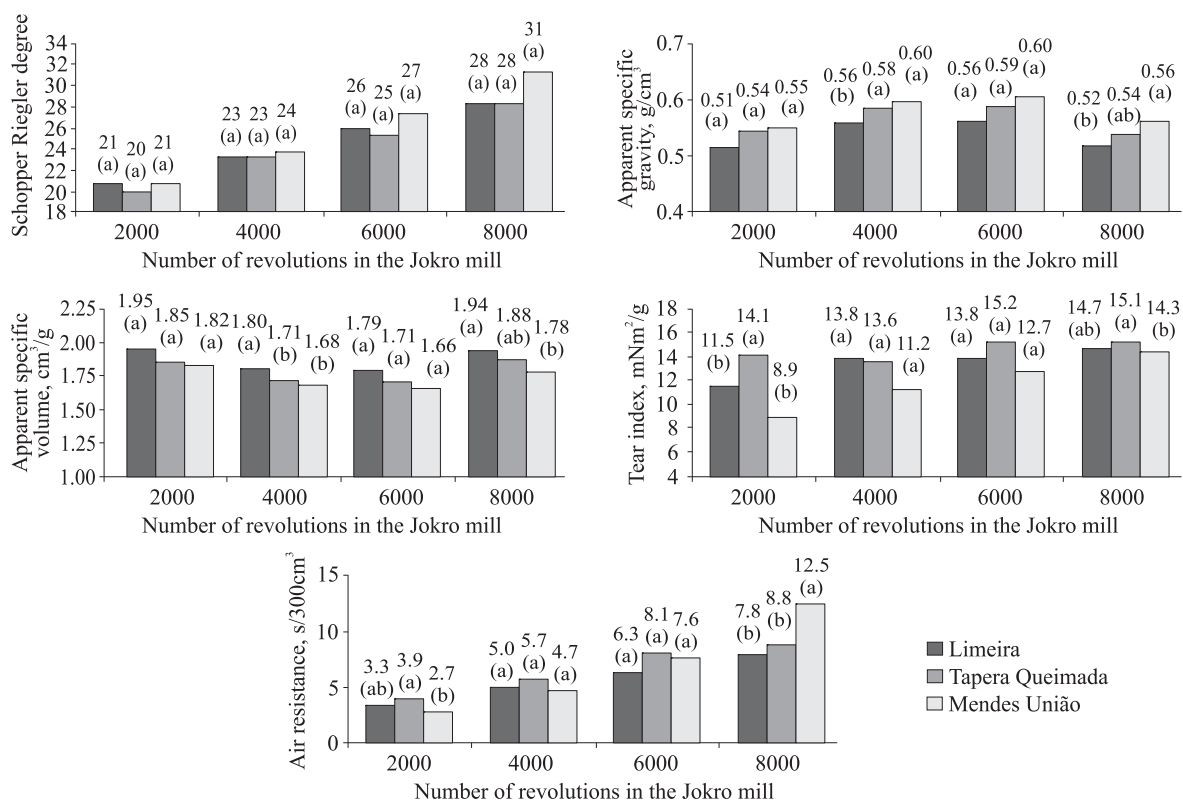 Schopper Riegler degree
34
32
30
28
26
24
22
20
18
21
(a)
20
(a)
21
(a)
23
(a)
23
(a)
24
(a)
26
(a)
25
(a)
27
(a)
28
(a)
28
(a)
31
(a)
2000 4000 6000 8000
Number of revolutions in the Jokro mill
Apparent specific
gravity, g/cm³
0.7
0.6
0.5
0.4
0.51
(a)
0.54
(a)
0.55
(a)
0.56
(b)
0.58
(a)
0.60
(a)
0.56
(a)
0.59
(a)
0.60
(a)
0.52
(b)
0.54
(ab)
0.56
(a)
2000 4000 6000 8000
Number of revolutions in the Jokro mill
Apparent specific
volume, cm³/g
2.25
2.00
1.75
1.50
1.25
1.00
1.95
(a)
1.85
(a)
1.82
(a)
1.80
(a)
1.71
(b)
1.68
(b)
1.79
(a)
1.71
(a)
1.66
(a)
1.94
(a)
1.88
(ab)
1.78
(b)
2000 4000 6000 8000
Number of revolutions in the Jokro mill
Tear index, mNm²/g
18
16
14
12
10
8
6
4
11.5
(b)
14.1
(a)
8.9
(b)
13.8
(a)
13.6
(a)
11.2
(a)
13.8
(a)
15.2
(a)
12.7
(a)
14.7
(ab)
15.1
(a)
14.3
(b)
2000 4000 6000 8000
Number of revolutions in the Jokro mill
Air resistance, s/300cm³
15
10
5
0
3.3
(ab)
3.9
(a)
2.7
(b)
5.0
(a)
5.7
(a)
4.7
(a)
6.3
(a)
8.1
(a)
7.6
(a)
7.8
(b)
8.8
(b)
12.5
(a)
2000 4000 6000 8000
Number of revolutions in the Jokro mill
Limeira
Tapera Queimada
Mendes União